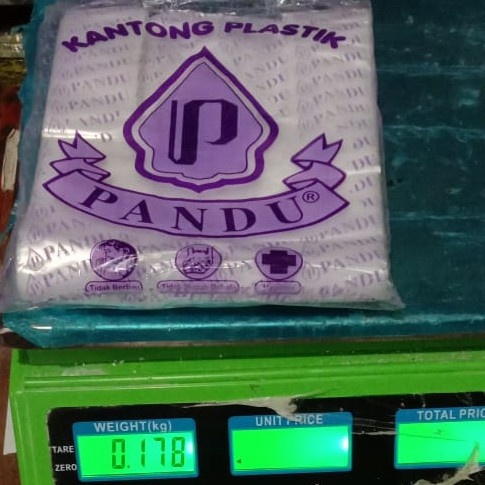 KANTONG PLASTIK
P
PANDU®
Tidak Berbau
WEIGHT(kg)
UNIT PRICE
TOTAL PRIC
TARE
ZERO
0.178